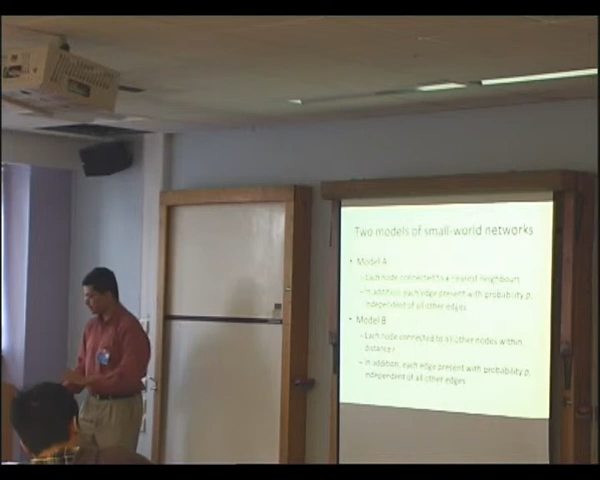 Two models of small-world networks
• Model A
– Each node connected to k nearest neighbours
– In addition, each edge present with probability p,
independent of all other edges
• Model B
– Each node connected to all other nodes within
distance r
– In addition, each edge present with probability p,
independent of all other edges